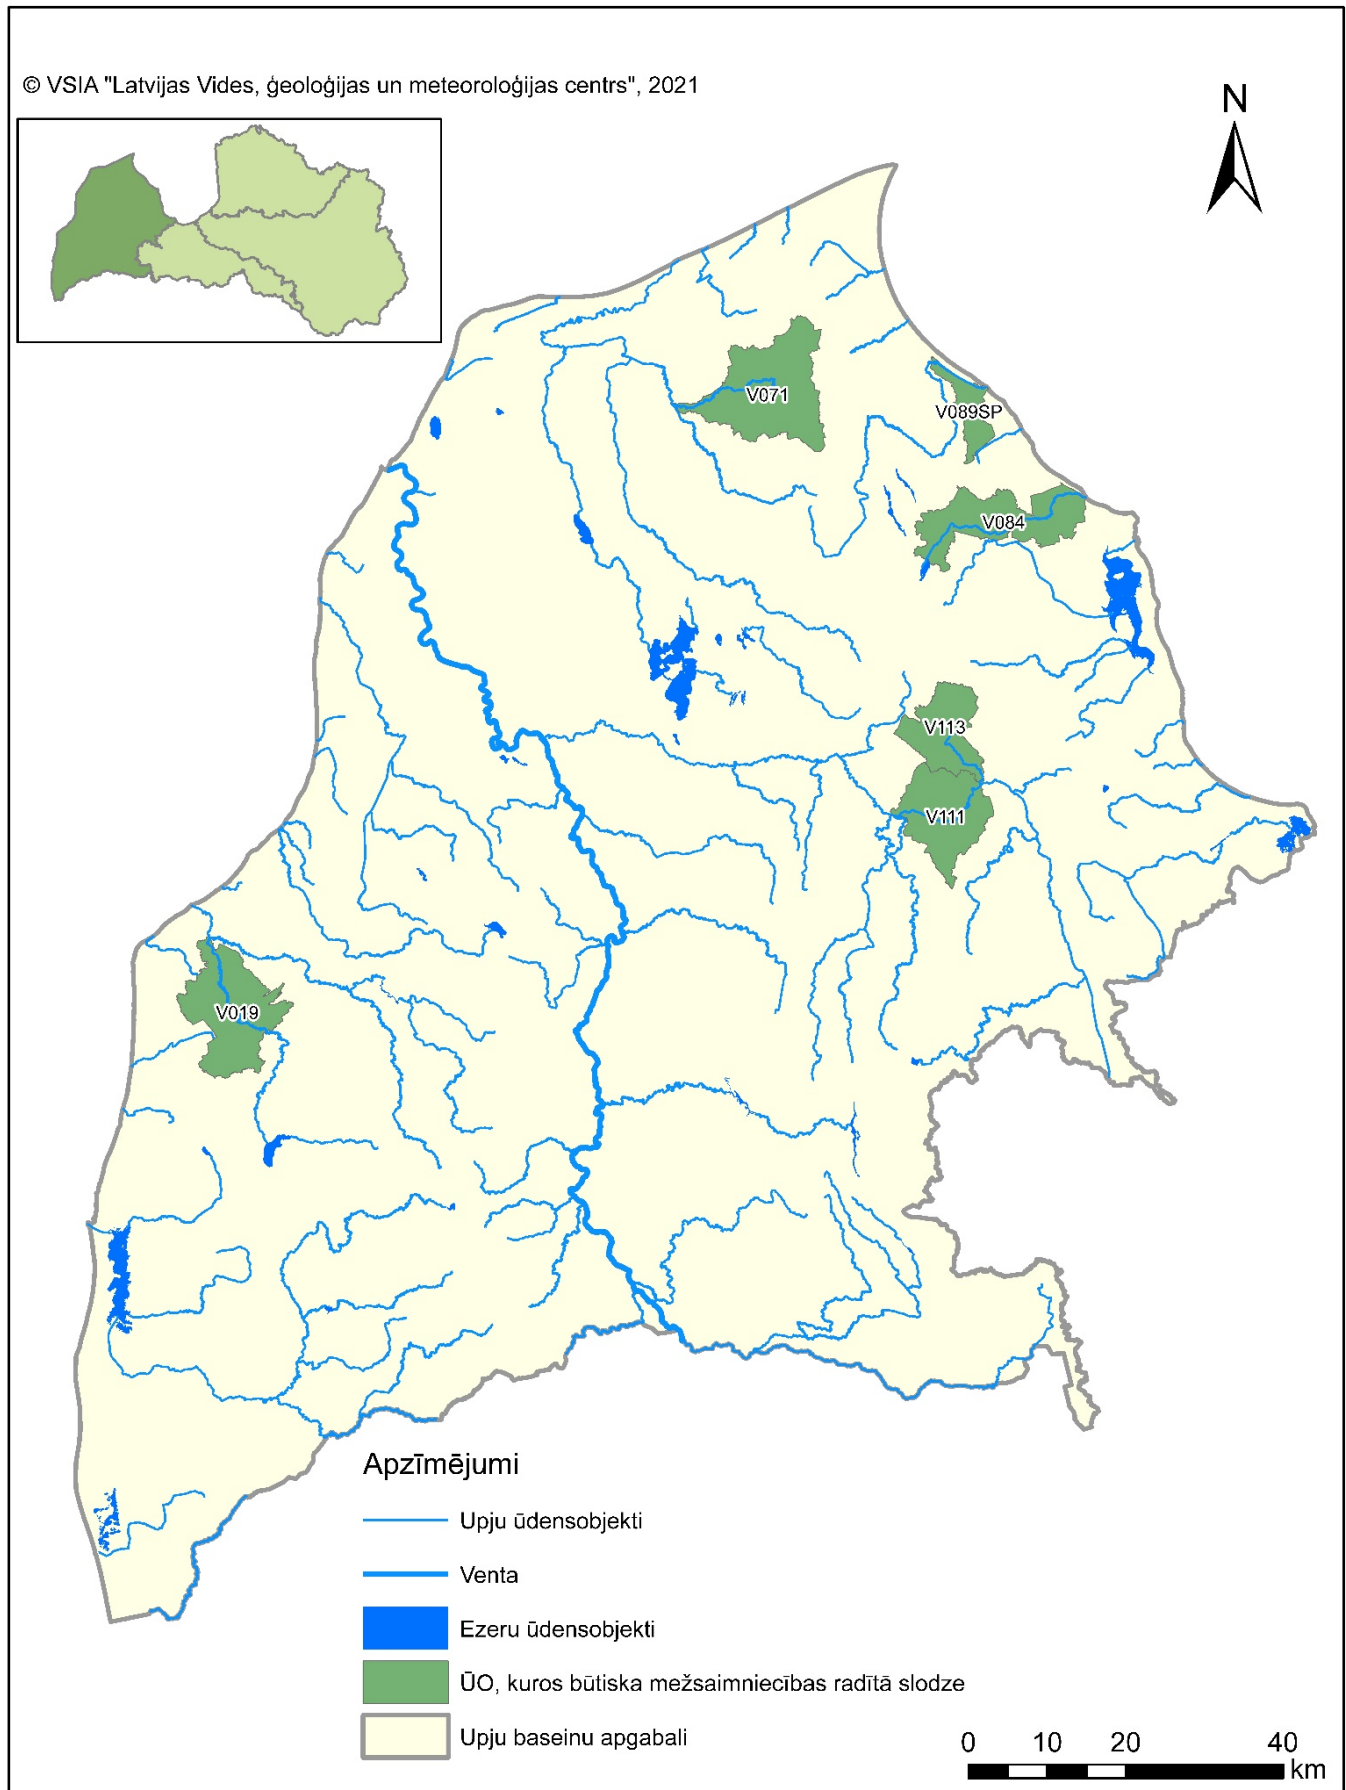 © VSIA "Latvijas Vides, ģeoloģijas un meteoroloģijas centrs", 2021
N
V071
V089SP
V084
V113
V111
V019
Apzīmējumi
Upju ūdensobjekti
Venta
Ezeru ūdensobjekti
ŪO, kuros būtiska mežsaimniecības radītā slodze
Upju baseinu apgabali
0 10 20 40
km